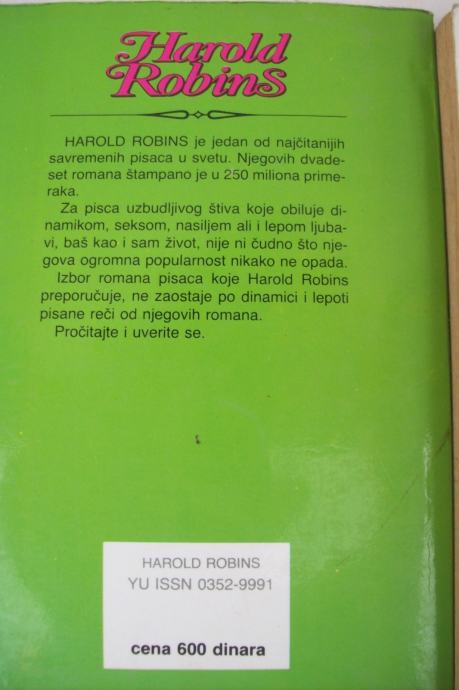 Harold
Robins
HAROLD ROBINS je jedan od najčitanijih
savremenih pisaca u svetu. Njegovih dvade-
set romana štampano je u 250 miliona prime-
raka.
Za pisca uzbudljivog štiva koje obiluje di-
namikom, seksom, nasiljem ali i lepom ljuba-
vi, baš kao i sam život, nije ni čudno što nje-
gova ogromna popularnost nikako ne opada.
Izbor romana pisaca koje Harold Robins
preporučuje, ne zaostaje po dinamici i lepoti
pisane reči od njegovih romana.
Pročitajte i uverite se.
HAROLD ROBINS
YU ISSN 0352-9991
cena 600 dinara